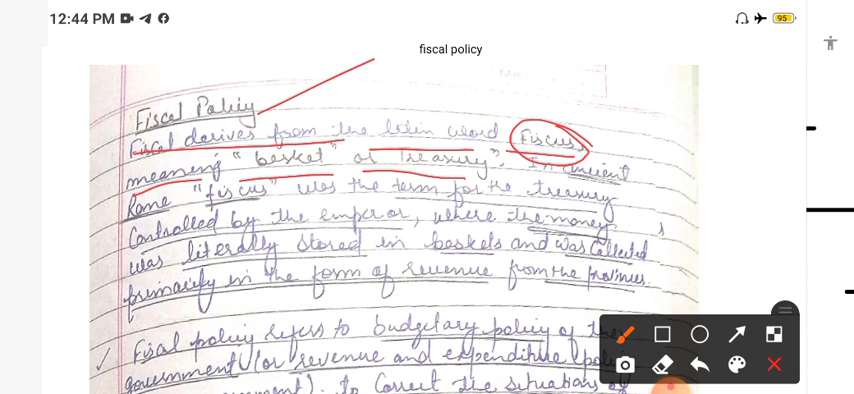 12:44 PM
95
fiscal policy
Fiscal Policy
Fiscal derives from the latin word Fiscus
meaning "basket" or Treasury". In ancient
Rome "fiscus" was the term for the treasury
Controlled by the emperor, where the money
was literally stored in baskets and was collected
primarily in the form of revenue from the provinces.
Fiscal policy refers to budgetary policy of the
government (or revenue and expenditure
to Correct the situations of